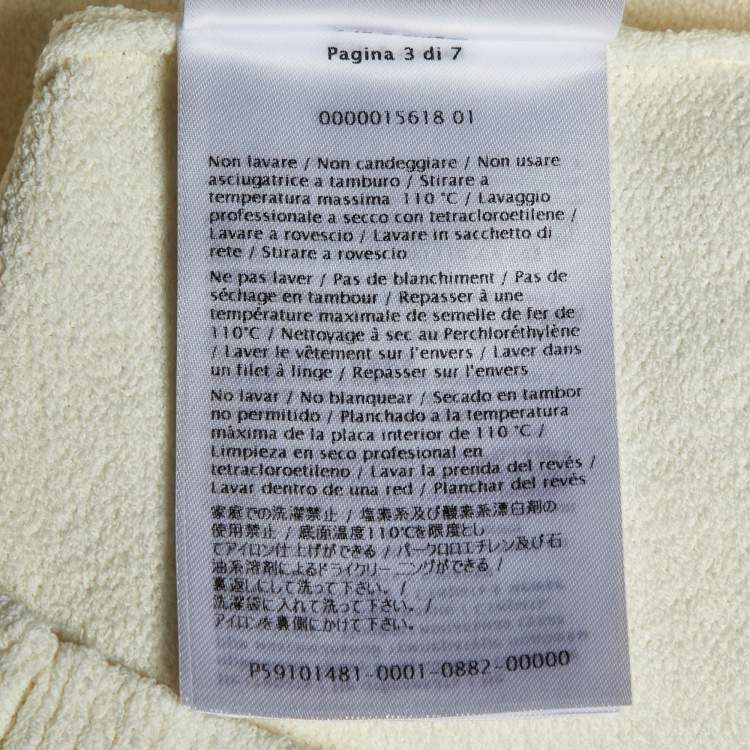 Pagina 3 di 7
0000015618 01
Non lavare / Non candeggiare / Non usare
asciugatrice a tamburo / Stirare a
temperatura massima 110 °C / Lavaggio
professionale a secco con tetracloroetilene /
Lavare a rovescio / Lavare in sacchetto di
rete / Stirare a rovescio
Ne pas laver / Pas de blanchiment / Pas de
séchage en tambour / Repasser à une
température maximale de semelle de fer de
110°C / Nettoyage à sec au Perchloréthylène
/ Laver le vêtement sur l'envers / Laver dans
un filet à linge / Repasser sur l'envers
No lavar / No blanquear / Secado en tambor
no permitido / Planchado a la temperatura
máxima de la placa interior de 110 °C /
Limpieza en seco profesional en
tetracloroetileno / Lavar la prenda del revés /
Lavar dentro de una red / Planchar del revés
家庭での洗濯禁止 / 塩素系及び酸素系漂白剤の
使用禁止 / 底面温度110℃を限度とし
てアイロン仕上げができる / パークロロエチレン及び石
油系溶剤によるドライクリーニングができる /
裏返しにして洗って下さい。 /
洗濯袋に入れて洗って下さい。 /
アイロンを裏側にかけて下さい。
P59101481-0001-0882-00000